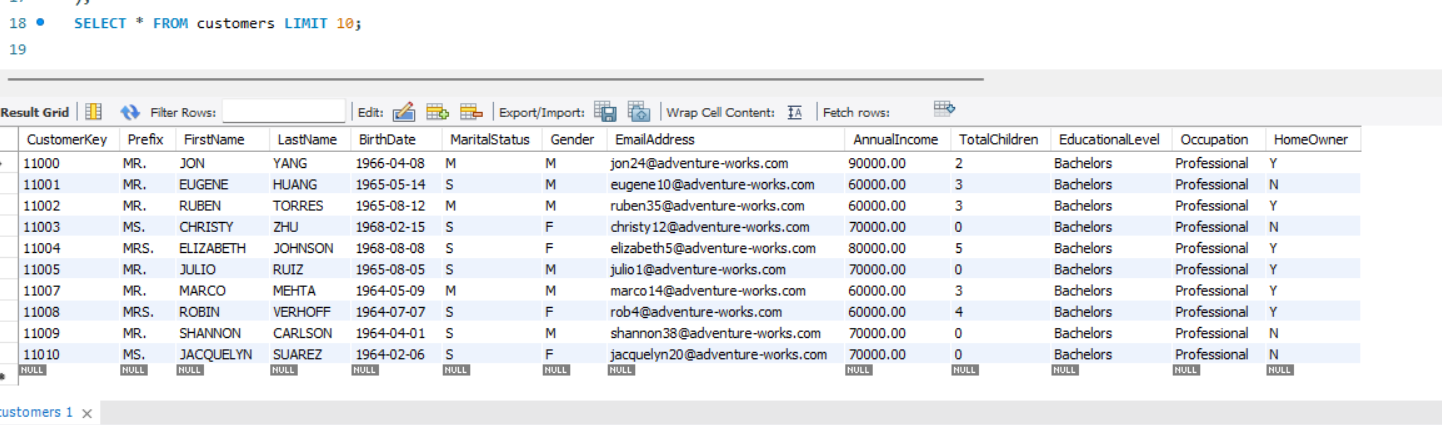 18 SELECT * FROM customers LIMIT 10;
19
Result Grid Filter Rows: Edit: Export/Import: Wrap Cell Content: Fetch rows:
CustomerKey Prefix FirstName LastName BirthDate MaritalStatus Gender EmailAddress AnnualIncome TotalChildren EducationalLevel Occupation HomeOwner
11000 MR. JON YANG 1966-04-08 M M jon24@adventure-works.com 90000.00 2 Bachelors Professional Y
11001 MR. EUGENE HUANG 1965-05-14 S M eugene10@adventure-works.com 60000.00 3 Bachelors Professional N
11002 MR. RUBEN TORRES 1965-08-12 M M ruben35@adventure-works.com 60000.00 3 Bachelors Professional Y
11003 MS. CHRISTY ZHU 1968-02-15 S F christy12@adventure-works.com 70000.00 0 Bachelors Professional N
11004 MRS. ELIZABETH JOHNSON 1968-08-08 S F elizabeth5@adventure-works.com 80000.00 5 Bachelors Professional Y
11005 MR. JULIO RUIZ 1965-08-05 S M julio1@adventure-works.com 70000.00 0 Bachelors Professional Y
11007 MR. MARCO MEHTA 1964-05-09 M M marco14@adventure-works.com 60000.00 3 Bachelors Professional Y
11008 MRS. ROBIN VERHOFF 1964-07-07 S F rob4@adventure-works.com 60000.00 4 Bachelors Professional Y
11009 MR. SHANNON CARLSON 1964-04-01 S M shannon38@adventure-works.com 70000.00 0 Bachelors Professional N
11010 MS. JACQUELYN SUAREZ 1964-02-06 S F jacquelyn20@adventure-works.com 70000.00 0 Bachelors Professional N
NULL NULL NULL NULL NULL NULL NULL NULL NULL NULL NULL NULL NULL
customers 1